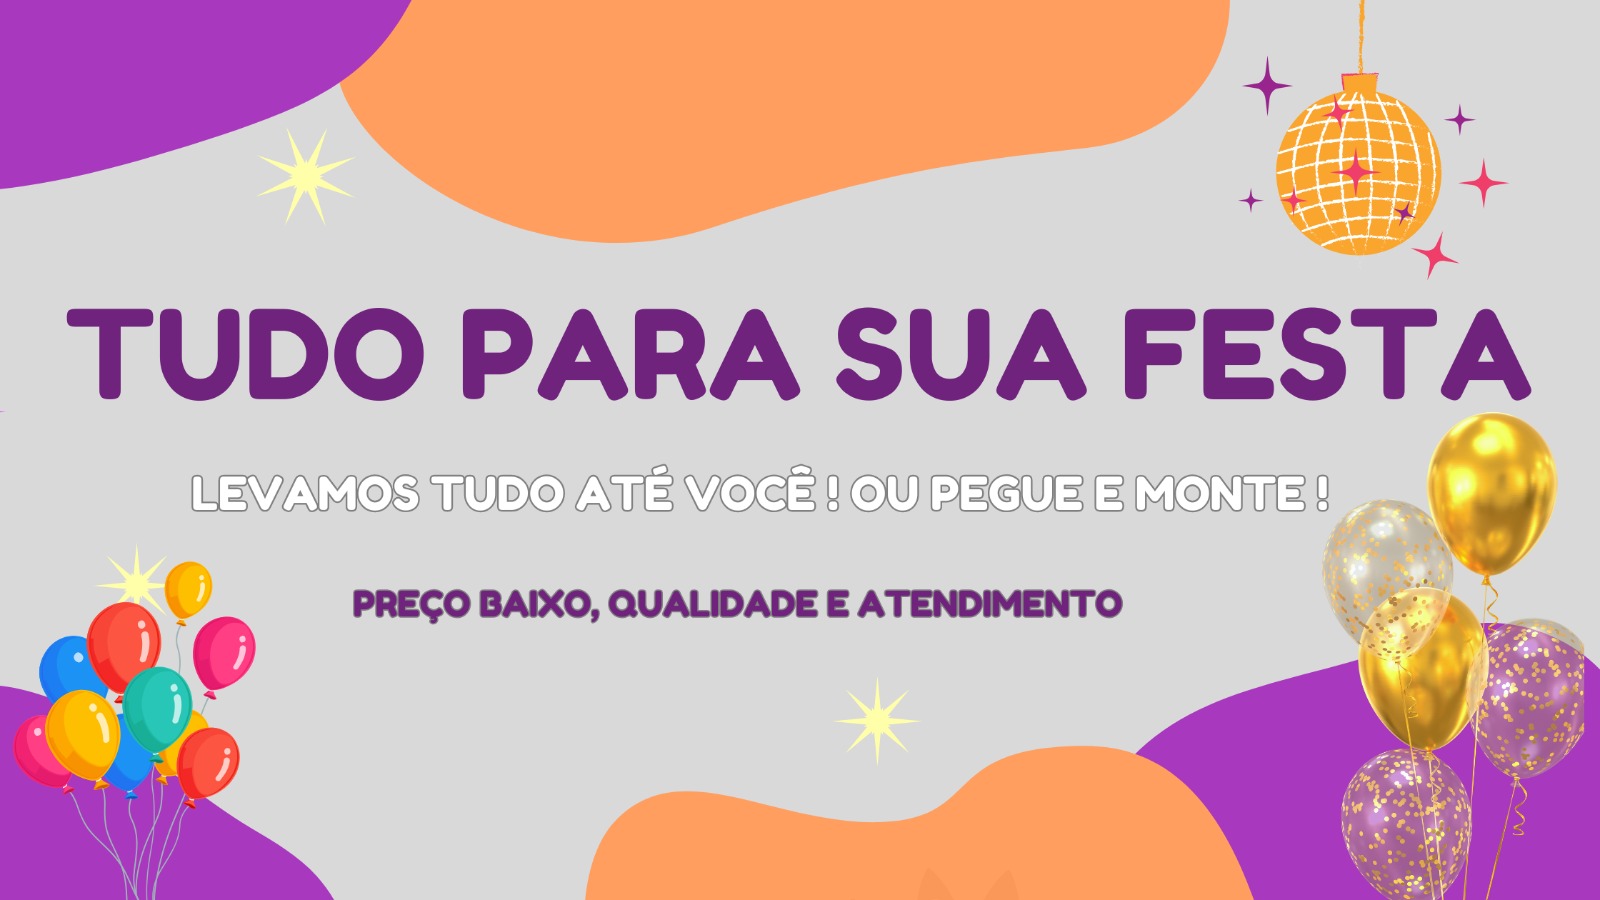 TUDO PARA SUA FESTA
LEVAMOS TUDO ATÉ VOCÊ ! OU PEGUE E MONTE !
PREÇO BAIXO, QUALIDADE E ATENDIMENTO